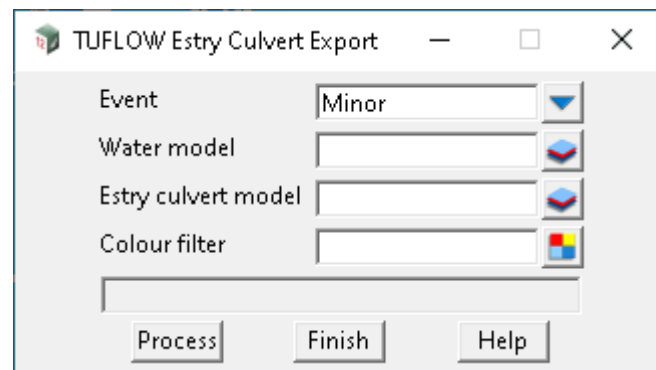 TUFLOW Estry Culvert Export
Event Minor
Water model
Estry culvert model
Colour filter
Process Finish Help